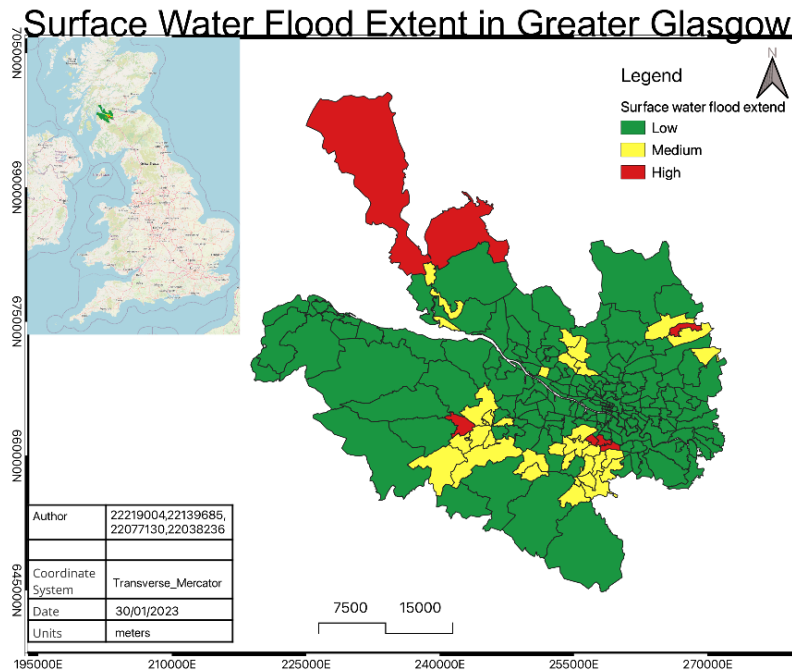 Surface Water Flood Extent in Greater Glasgow
N
Legend
Surface water flood extend
Low
Medium
High
705000N
690000N
675000N
660000N
645000N
Author
22219004,22139685,
22077130,22038236
Coordinate
System
Transverse_Mercator
Date
30/01/2023
Units
meters
7500
15000
195000E
210000E
225000E
240000E
255000E
270000E